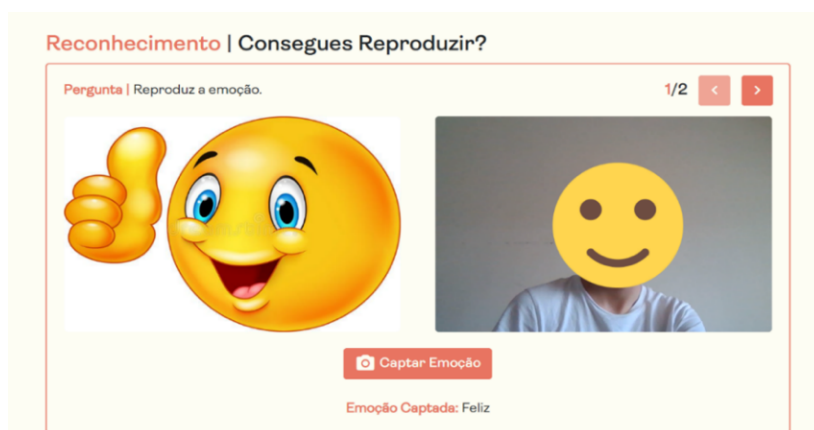 Reconhecimento | Consegues Reproduzir?
Pergunta | Reproduz a emoção.
1/2
Captar Emoção
Emoção Captada: Feliz